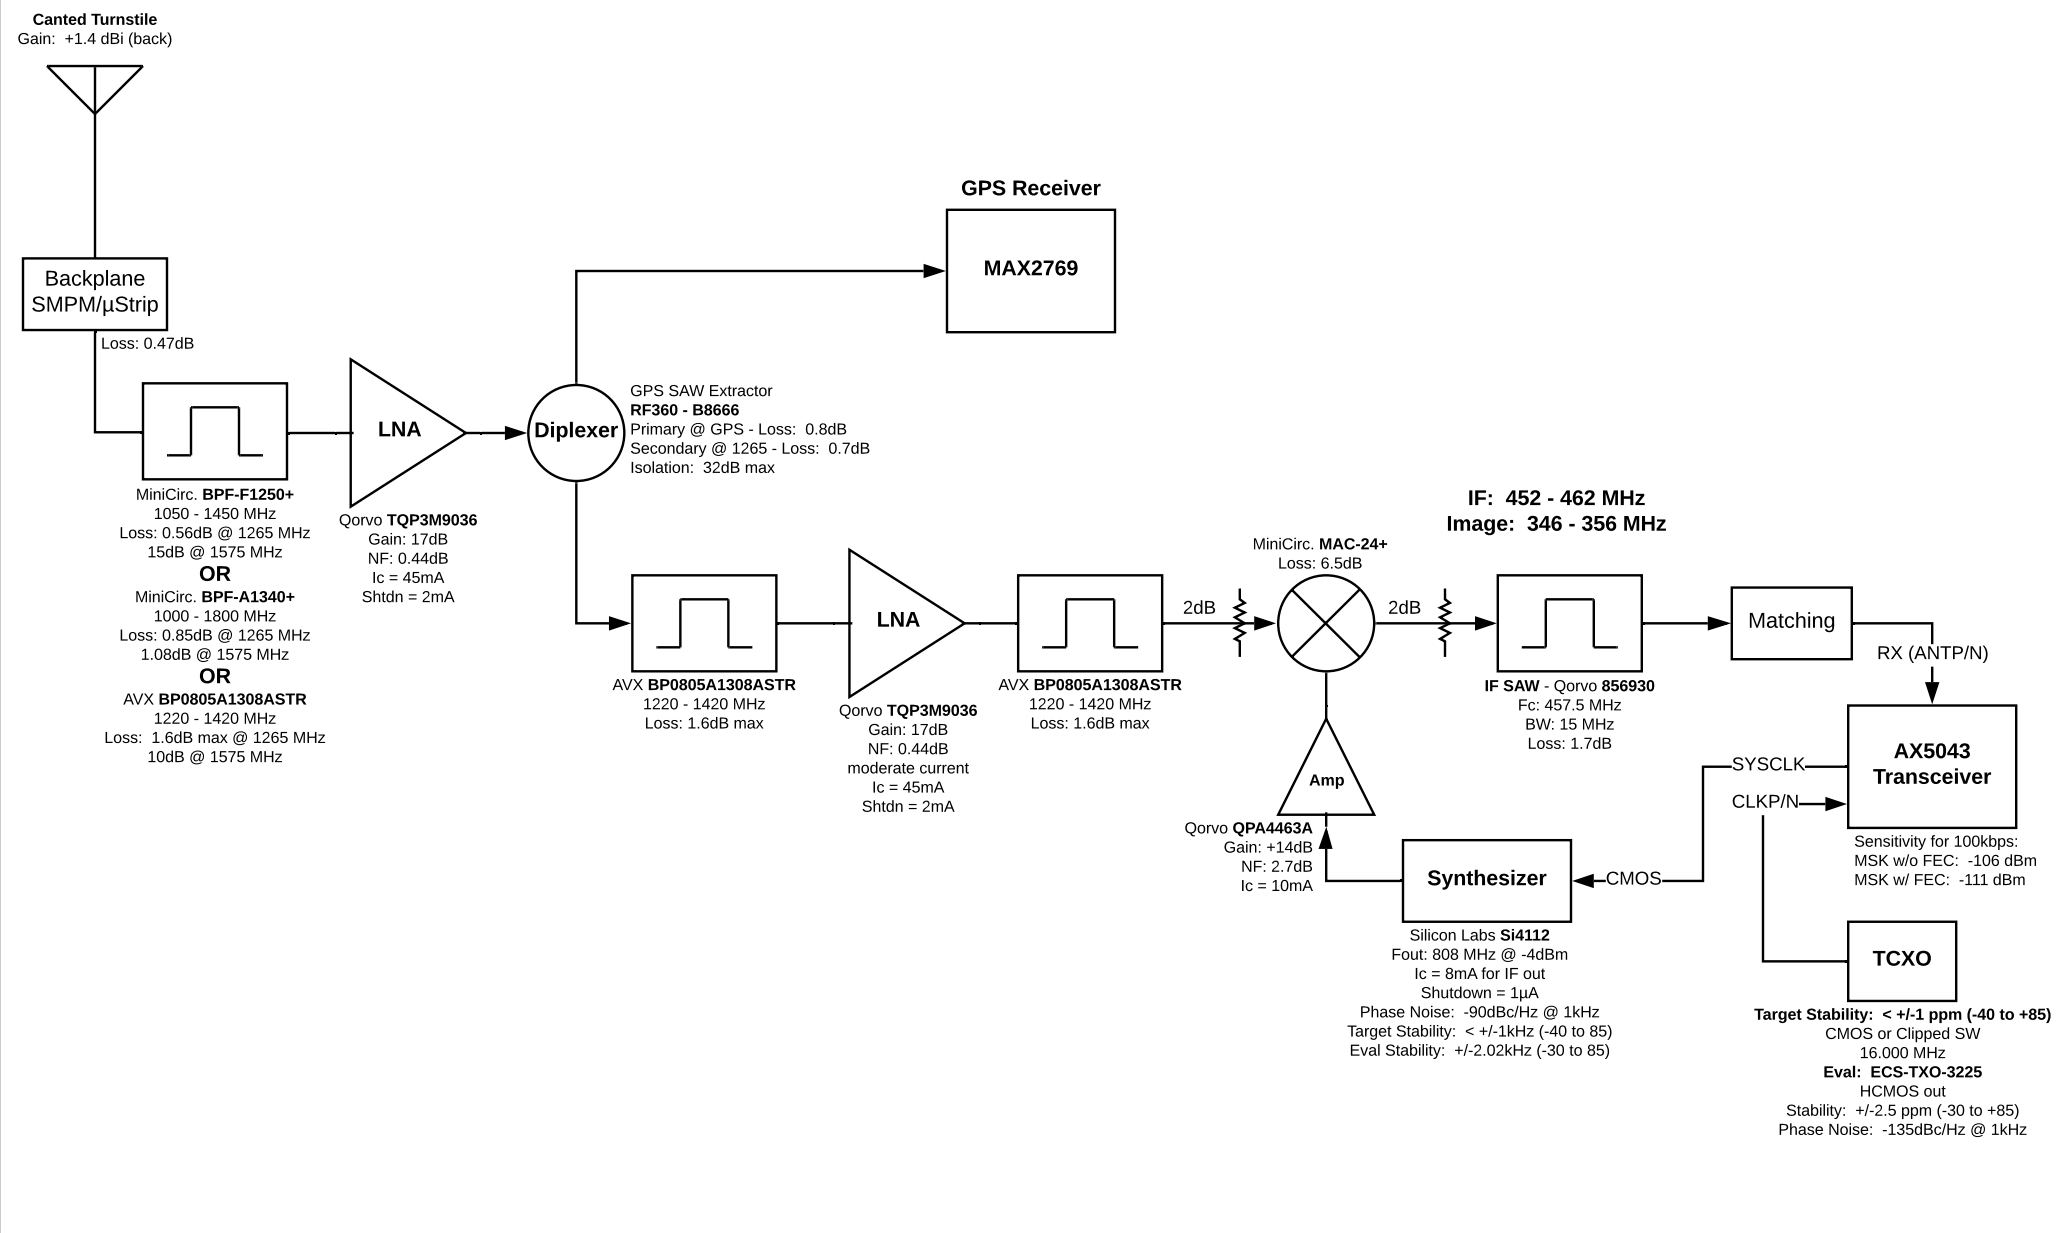 Canted Turnstile
Gain:  +1.4 dBi (back)
Backplane
SMPM/µStrip
Loss: 0.47dB
MiniCirc. BPF-F1250+
1050 - 1450 MHz
Loss: 0.56dB @ 1265 MHz
15dB @ 1575 MHz
OR
MiniCirc. BPF-A1340+
1000 - 1800 MHz
Loss: 0.85dB @ 1265 MHz
1.08dB @ 1575 MHz
OR
AVX BP0805A1308ASTR
1220 - 1420 MHz
Loss:  1.6dB max @ 1265 MHz
10dB @ 1575 MHz
LNA
Qorvo TQP3M9036
Gain: 17dB
NF: 0.44dB
Ic = 45mA
Shtdn = 2mA
Diplexer
GPS SAW Extractor
RF360 - B8666
Primary @ GPS - Loss:  0.8dB
Secondary @ 1265 - Loss:  0.7dB
Isolation:  32dB max
GPS Receiver
MAX2769
AVX BP0805A1308ASTR
1220 - 1420 MHz
Loss: 1.6dB max
LNA
Qorvo TQP3M9036
Gain: 17dB
NF: 0.44dB
moderate current
Ic = 45mA
Shtdn = 2mA
AVX BP0805A1308ASTR
1220 - 1420 MHz
Loss: 1.6dB max
2dB
MiniCirc. MAC-24+
Loss: 6.5dB
2dB
IF:  452 - 462 MHz
Image:  346 - 356 MHz
IF SAW - Qorvo 856930
Fc: 457.5 MHz
BW: 15 MHz
Loss: 1.7dB
Matching
RX (ANTP/N)
AX5043
Transceiver
Sensitivity for 100kbps:
MSK w/o FEC:  -106 dBm
MSK w/ FEC:  -111 dBm
SYSCLK
CLKP/N
CMOS
Amp
Qorvo QPA4463A
Gain: +14dB
NF: 2.7dB
Ic = 10mA
Synthesizer
Silicon Labs Si4112
Fout: 808 MHz @ -4dBm
Ic = 8mA for IF out
Shutdown = 1µA
Phase Noise:  -90dBc/Hz @ 1kHz
Target Stability:  < +/-1kHz (-40 to 85)
Eval Stability:  +/-2.02kHz (-30 to 85)
TCXO
Target Stability:  < +/-1 ppm (-40 to +85)
CMOS or Clipped SW
16.000 MHz
Eval:  ECS-TXO-3225
HCMOS out
Stability:  +/-2.5 ppm (-30 to +85)
Phase Noise:  -135dBc/Hz @ 1kHz